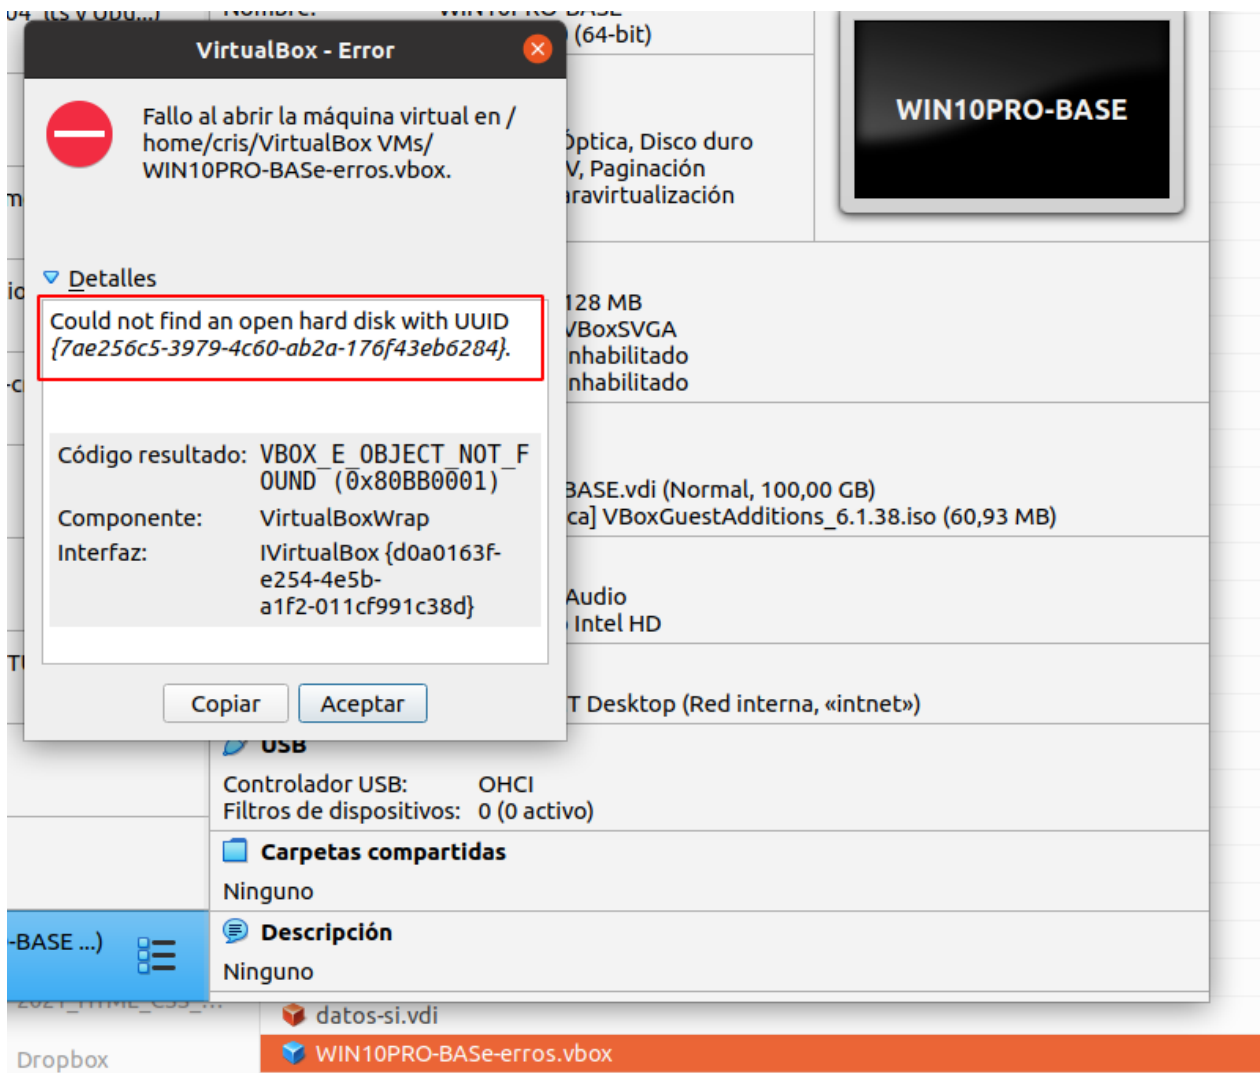 VirtualBox - Error
Fallo al abrir la máquina virtual en /
home/cris/VirtualBox VMs/
WIN10PRO-BASe-erros.vbox.
Detalles
Could not find an open hard disk with UUID
{7ae256c5-3979-4c60-ab2a-176f43eb6284}.
Código resultado: VBOX_E_OBJECT_NOT_F
OUND (0x80BB0001)
Componente: VirtualBoxWrap
Interfaz: IVirtualBox {d0a0163f-
e254-4e5b-
a1f2-011cf991c38d}
Copiar Aceptar
(64-bit)
WIN10PRO-BASE
Óptica, Disco duro
V, Paginación
aravirtualización
128 MB
VBoxSVGA
nhabilitado
nhabilitado
BASE.vdi (Normal, 100,00 GB)
ca] VBoxGuestAdditions_6.1.38.iso (60,93 MB)
Audio
Intel HD
T Desktop (Red interna, «intnet»)
USB
Controlador USB: OHCI
Filtros de dispositivos: 0 (0 activo)
Carpetas compartidas
Ninguno
-BASE ...)
Descripción
Ninguno
datos-si.vdi
Dropbox
WIN10PRO-BASe-erros.vbox